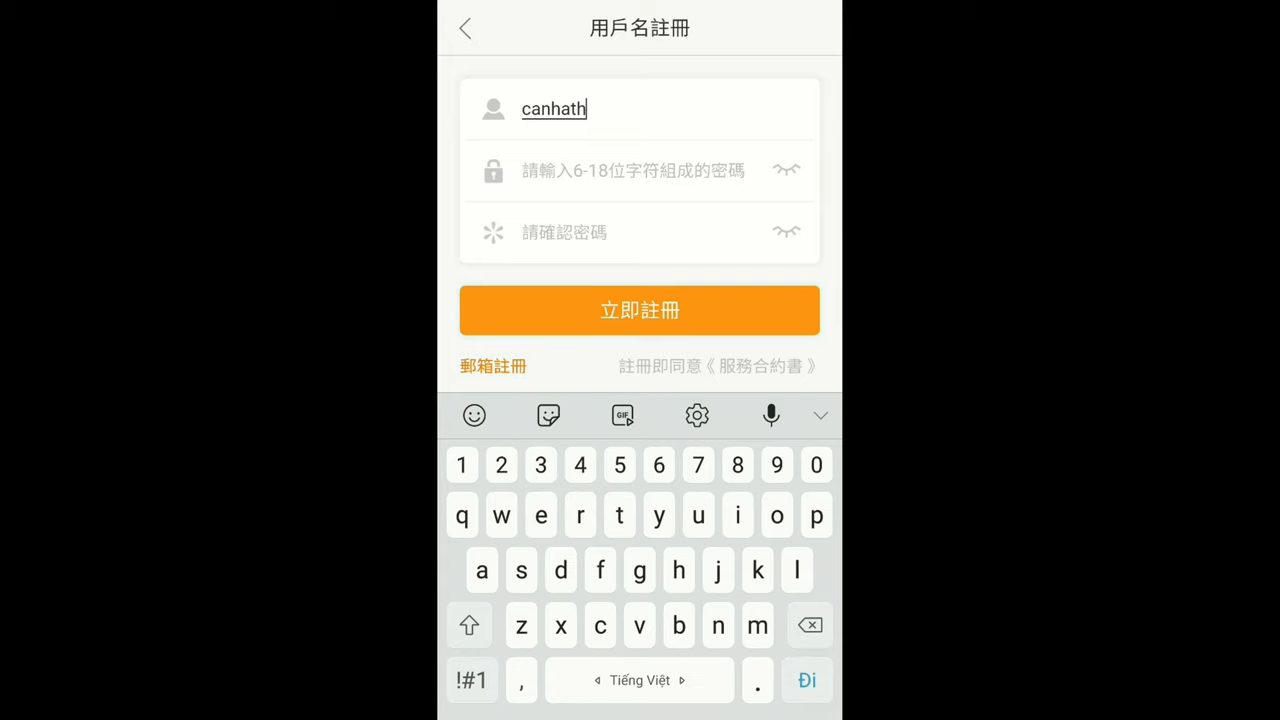 用戶名註冊
canhath
請輸入6-18位字符組成的密碼
請確認密碼
立即註冊
郵箱註冊 註冊即同意《服務合約書》
GIF
1 2 3 4 5 6 7 8 9 0
q w e r t y u i o p
a s d f g h j k l
z x c v b n m
!#1 , Tiếng Việt . Đi